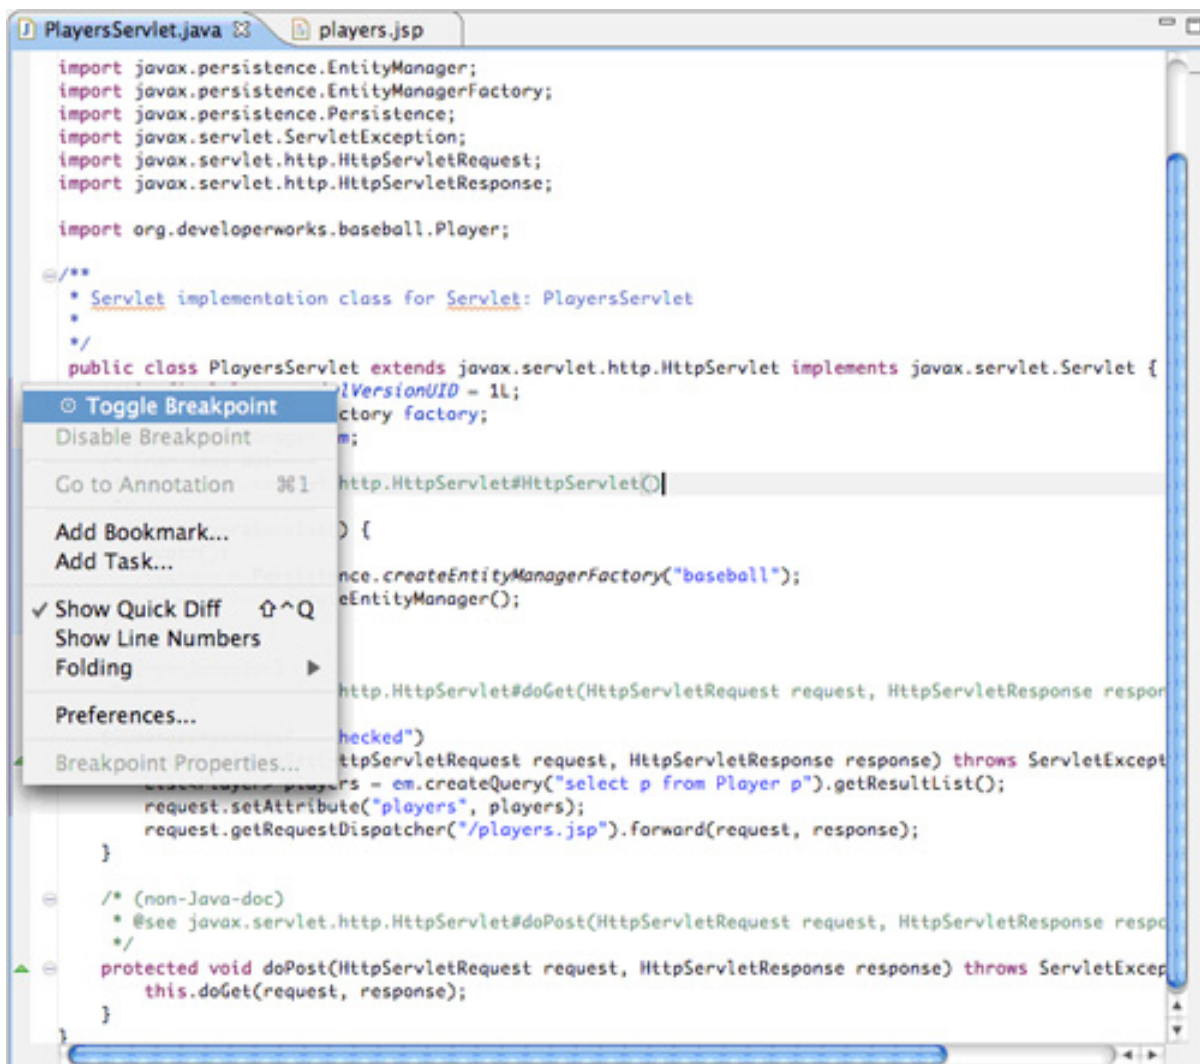 PlayersServlet.java players.jsp
import javax.persistence.EntityManager;
import javax.persistence.EntityManagerFactory;
import javax.persistence.Persistence;
import javax.servlet.ServletException;
import javax.servlet.http.HttpServletRequest;
import javax.servlet.http.HttpServletResponse;
import org.developerworks.baseball.Player;
/**
* Servlet implementation class for Servlet: PlayersServlet
*
*/
public class PlayersServlet extends javax.servlet.http.HttpServlet implements javax.servlet.Servlet {
lVersionUID = 1L;
Toggle Breakpoint
ctory factory;
Disable Breakpoint
m;
Go to Annotation ⌘1
http.HttpServlet#HttpServlet()
Add Bookmark...
) {
Add Task...
nce.createEntityManagerFactory("baseball");
eEntityManager();
✓ Show Quick Diff ⇧^Q
Show Line Numbers
Folding
http.HttpServlet#doGet(HttpServletRequest request, HttpServletResponse respon
Preferences...
hecked")
Breakpoint Properties...
ttpServletRequest request, HttpServletResponse response) throws ServletExcept
List<Player> players = em.createQuery("select p from Player p").getResultList();
request.setAttribute("players", players);
request.getRequestDispatcher("/players.jsp").forward(request, response);
}
/* (non-Java-doc)
* @see javax.servlet.http.HttpServlet#doPost(HttpServletRequest request, HttpServletResponse respo
*/
protected void doPost(HttpServletRequest request, HttpServletResponse response) throws ServletExcep
this.doGet(request, response);
}
}